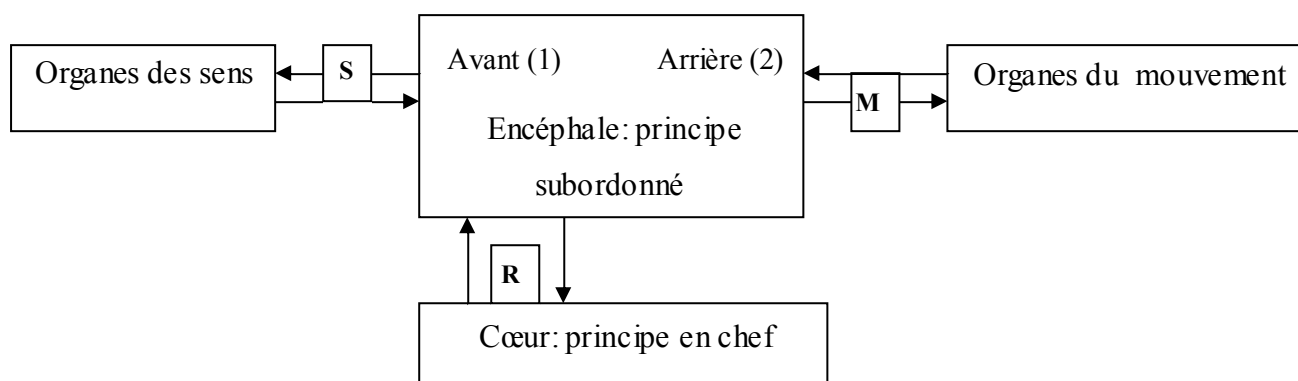 Organes des sens
S
Avant (1) Arrière (2)
Encéphale: principe
subordonné
M
Organes du mouvement
R
Cœur: principe en chef